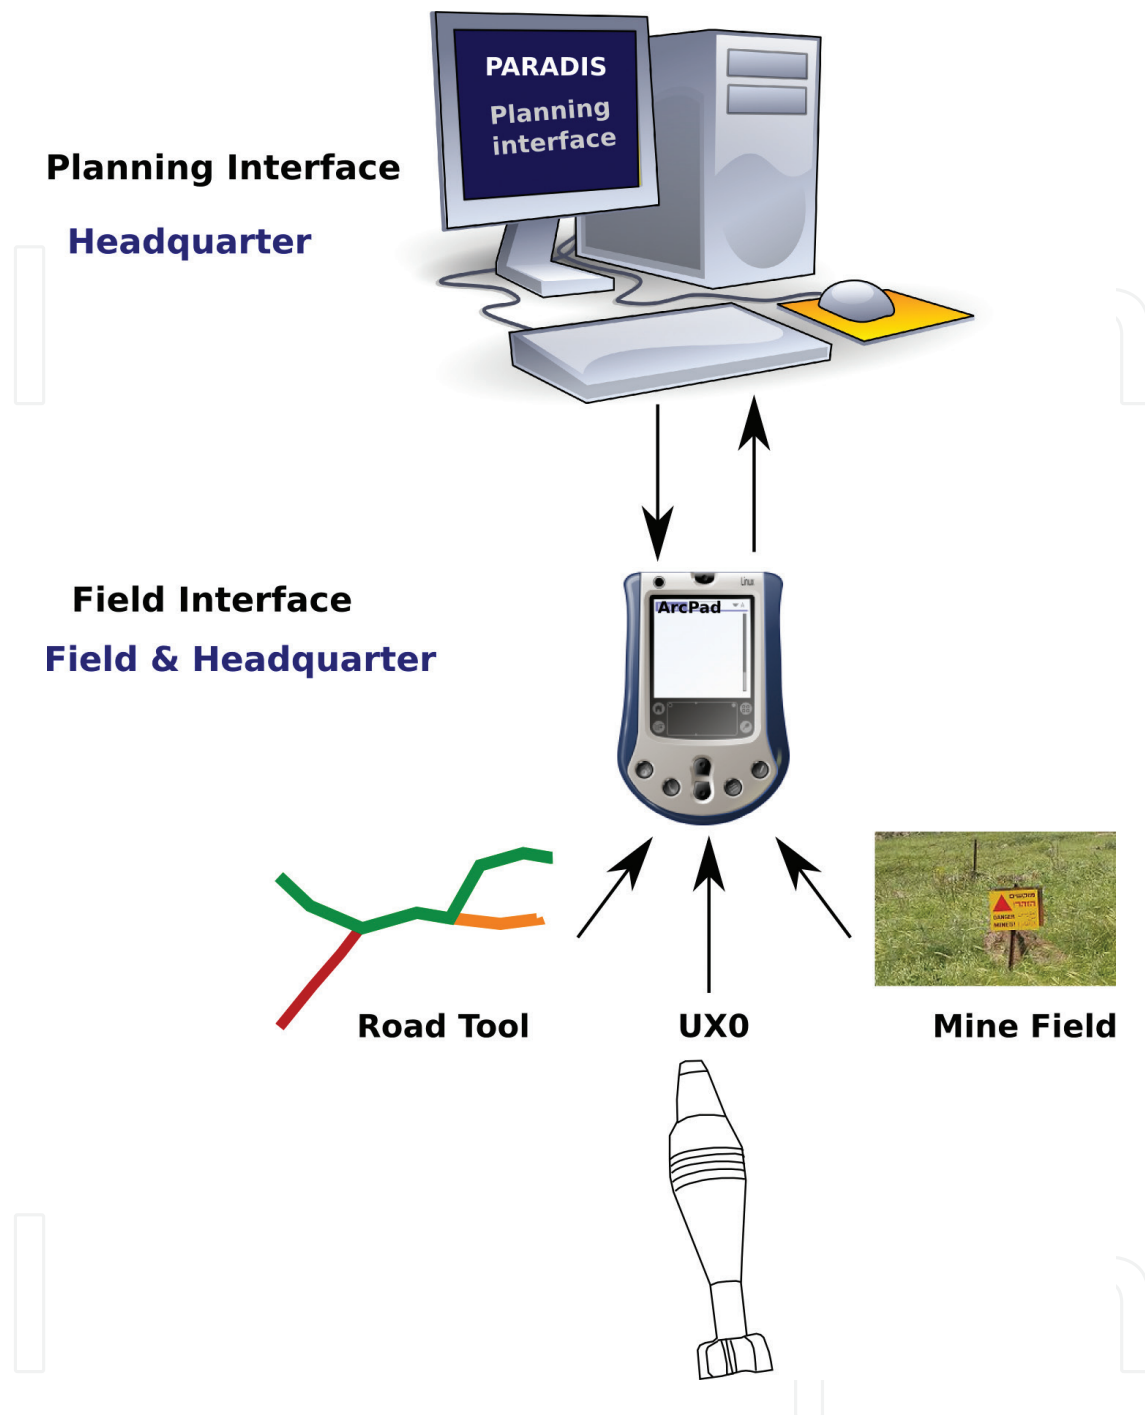 PARADIS
Planning
interface
Planning Interface
Headquarter
Linux
ArcPad
Field Interface
Field & Headquarter
מוקשים
DANGER
MINES!
Road Tool
UX0
Mine Field